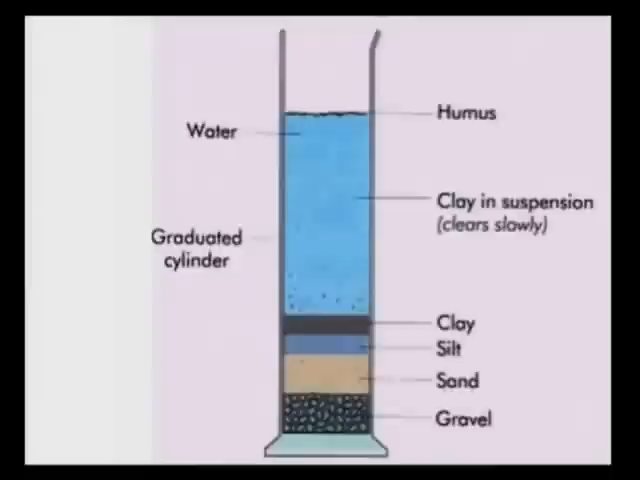 Humus
Water
Clay in suspension
(clears slowly)
Graduated
cylinder
Clay
Silt
Sand
Gravel